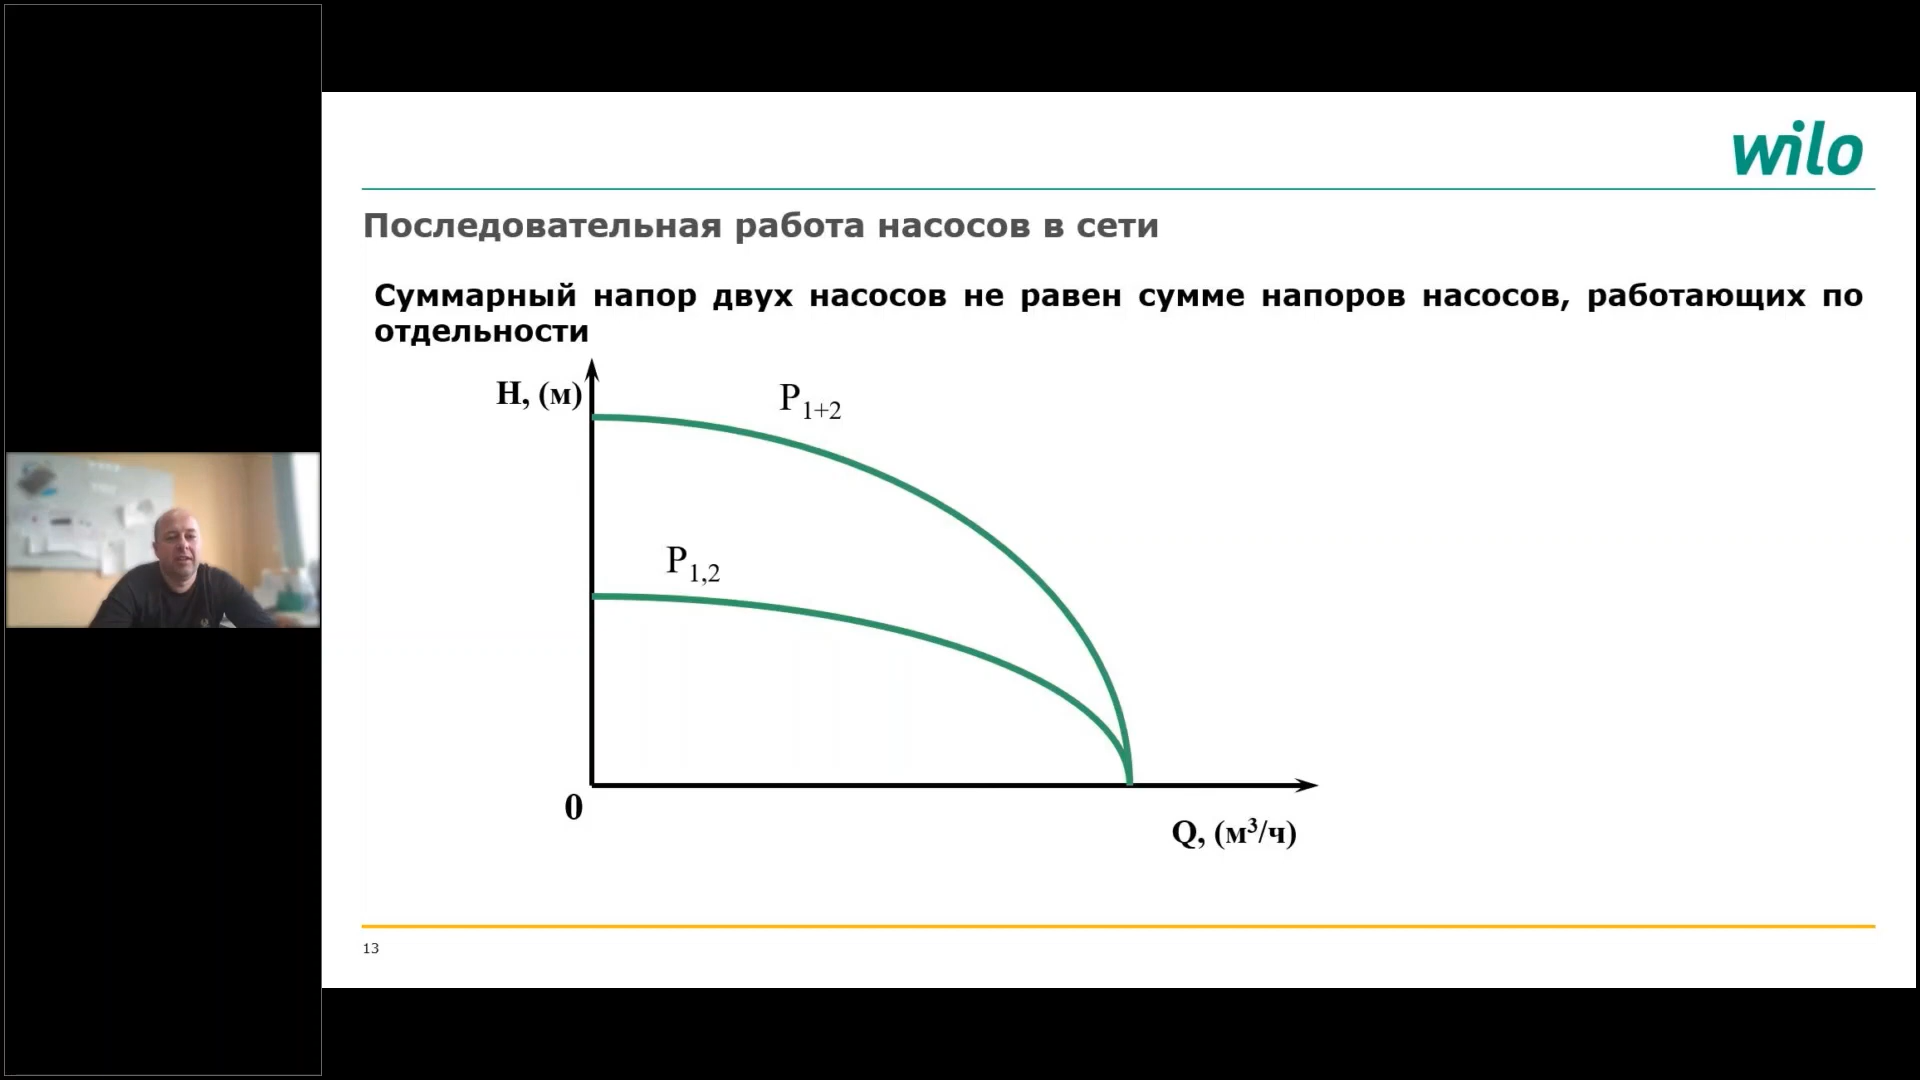 wilo
Последовательная работа насосов в сети
Суммарный напор двух насосов не равен сумме напоров насосов, работающих по
отдельности
H, (м)
P1+2
P1,2
0
Q, (м³/ч)
13